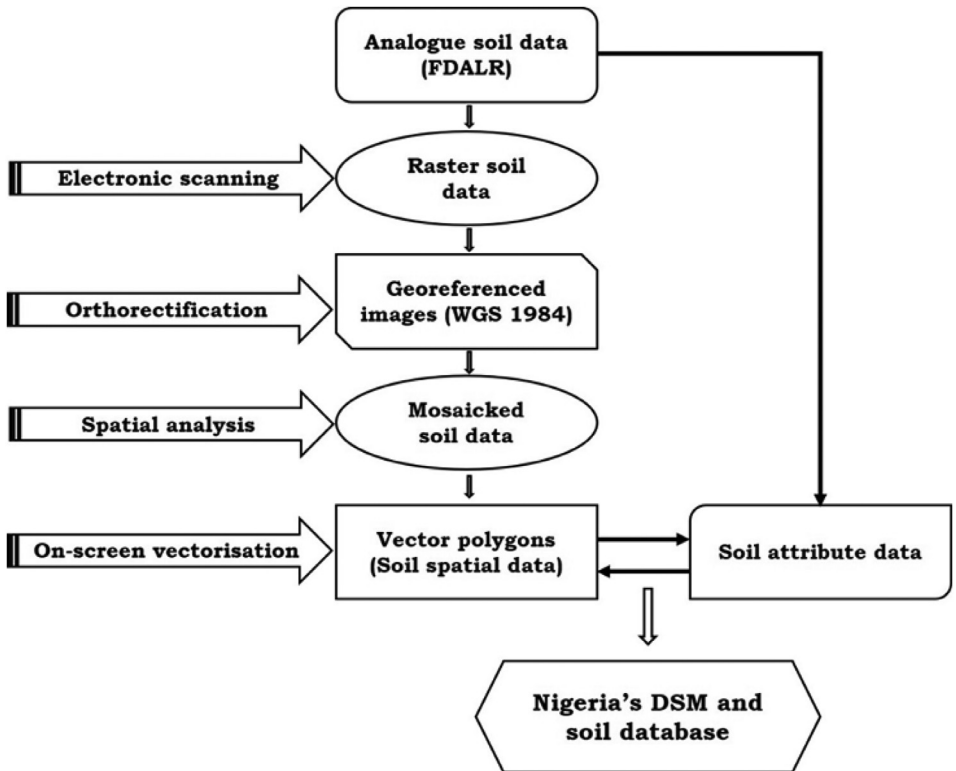 Analogue soil data
(FDALR)
Electronic scanning
Raster soil
data
Orthorectification
Georeferenced
images (WGS 1984)
Spatial analysis
Mosaicked
soil data
On-screen vectorisation
Vector polygons
(Soil spatial data)
Soil attribute data
Nigeria's DSM and
soil database